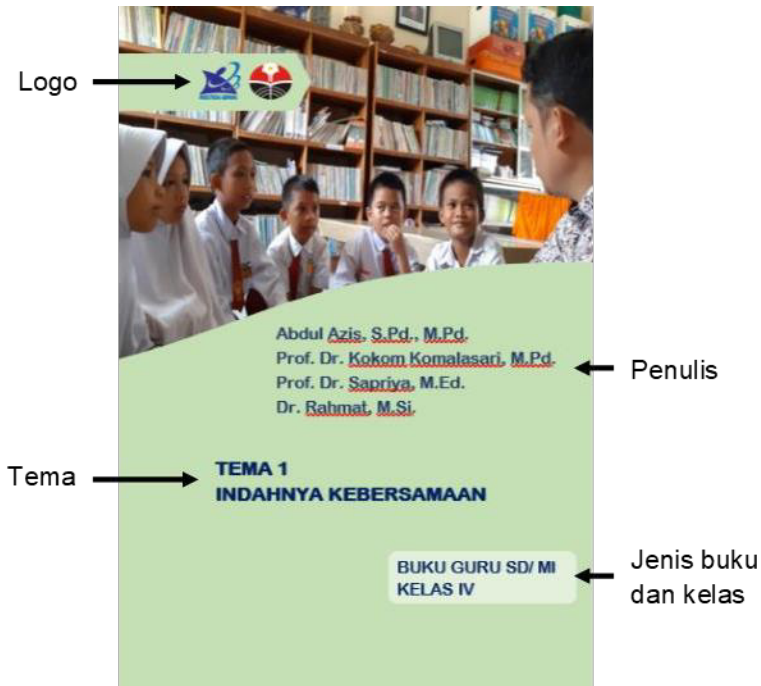 Logo
Abdul Azis, S.Pd., M.Pd.
Prof. Dr. Kokom Komalasari, M.Pd.
Prof. Dr. Sapriya, M.Ed.
Dr. Rahmat, M.Si.
Penulis
Tema
TEMA 1
INDAHNYA KEBERSAMAAN
BUKU GURU SD/ MI
KELAS IV
Jenis buku
dan kelas